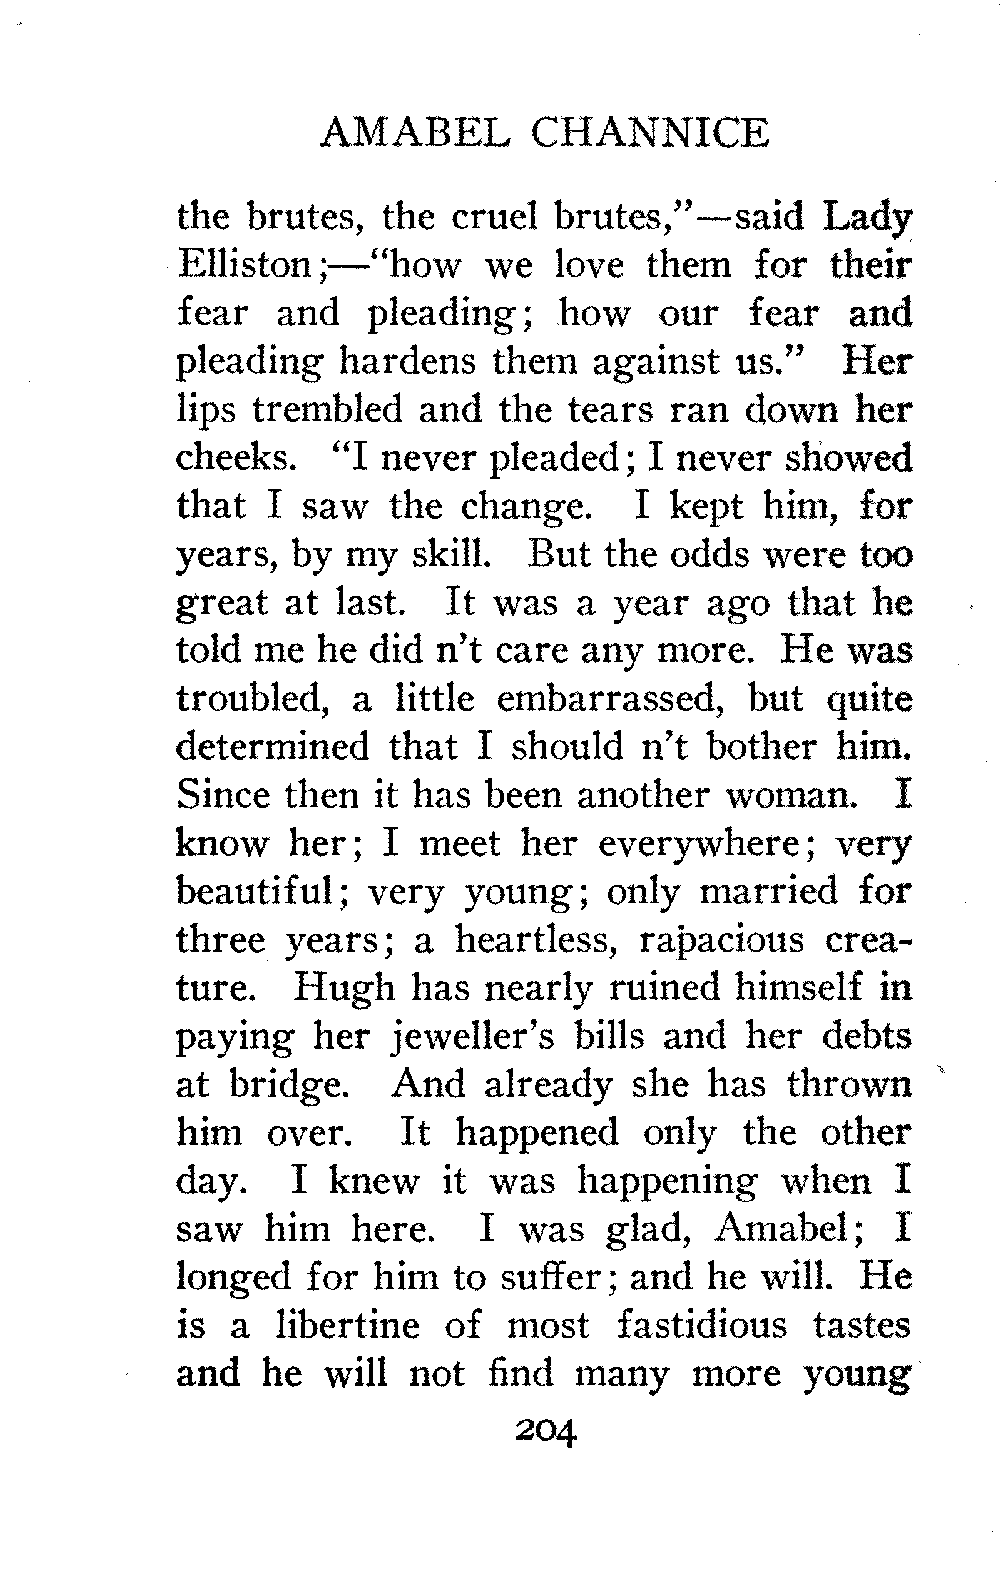 AMABEL CHANNICE
the brutes, the cruel brutes,”—said Lady
Elliston;—“how we love them for their
fear and pleading; how our fear and
pleading hardens them against us.” Her
lips trembled and the tears ran down her
cheeks. “I never pleaded; I never showed
that I saw the change. I kept him, for
years, by my skill. But the odds were too
great at last. It was a year ago that he
told me he did n’t care any more. He was
troubled, a little embarrassed, but quite
determined that I should n’t bother him.
Since then it has been another woman. I
know her; I meet her everywhere; very
beautiful; very young; only married for
three years; a heartless, rapacious crea-
ture. Hugh has nearly ruined himself in
paying her jeweller’s bills and her debts
at bridge. And already she has thrown
him over. It happened only the other
day. I knew it was happening when I
saw him here. I was glad, Amabel; I
longed for him to suffer; and he will. He
is a libertine of most fastidious tastes
and he will not find many more young
204